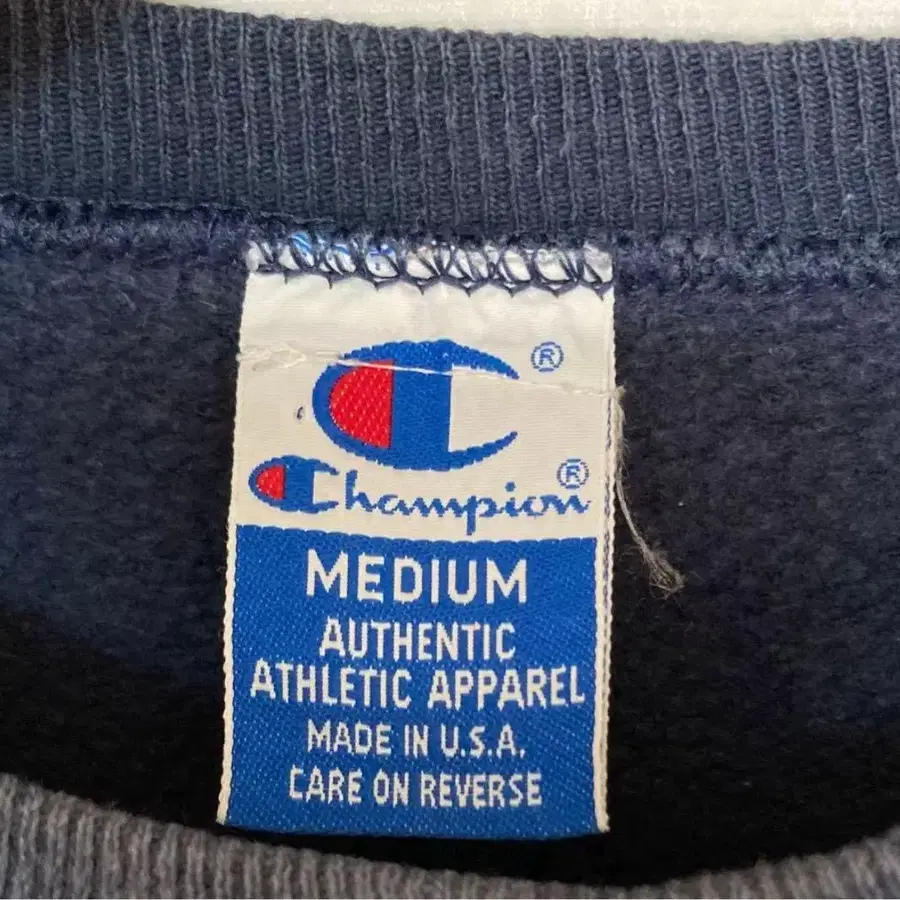 ®
Champion®
MEDIUM
AUTHENTIC
ATHLETIC APPAREL
MADE IN U.S.A.
CARE ON REVERSE